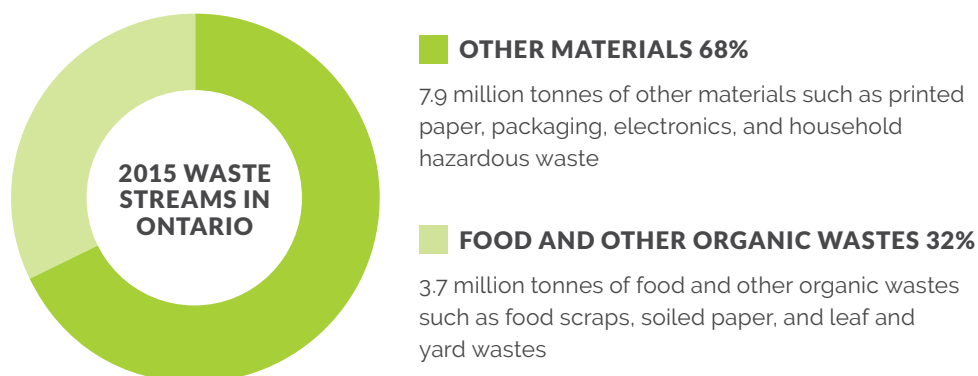 2015 WASTE
STREAMS IN
ONTARIO
OTHER MATERIALS 68%
7.9 million tonnes of other materials such as printed
paper, packaging, electronics, and household
hazardous waste
FOOD AND OTHER ORGANIC WASTES 32%
3.7 million tonnes of food and other organic wastes
such as food scraps, soiled paper, and leaf and
yard wastes